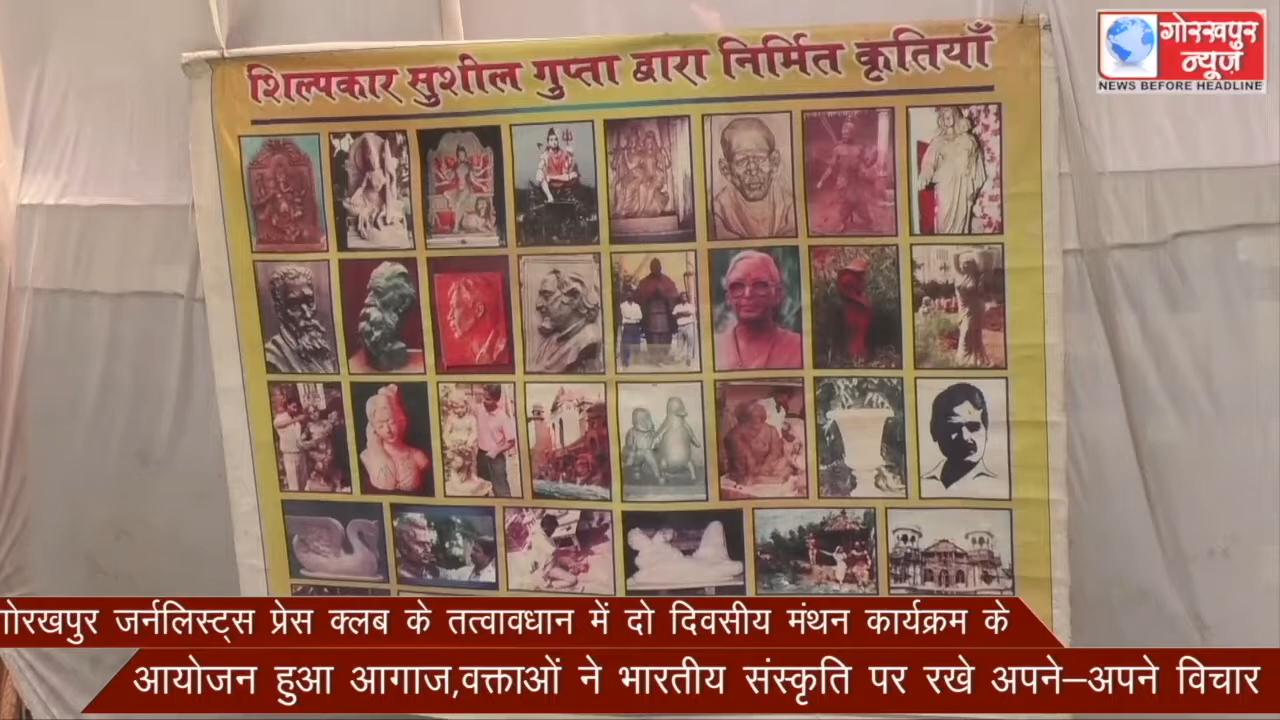 शिल्पकार सुशील गुप्ता द्वारा निर्मित कृतियाँ
गोरखपुर
न्यूज़
NEWS BEFORE HEADLINE
गोरखपुर जर्नलिस्ट्स प्रेस क्लब के तत्वावधान में दो दिवसीय मंथन कार्यक्रम के
आयोजन हुआ आगाज,वक्ताओं ने भारतीय संस्कृति पर रखे अपने–अपने विचार